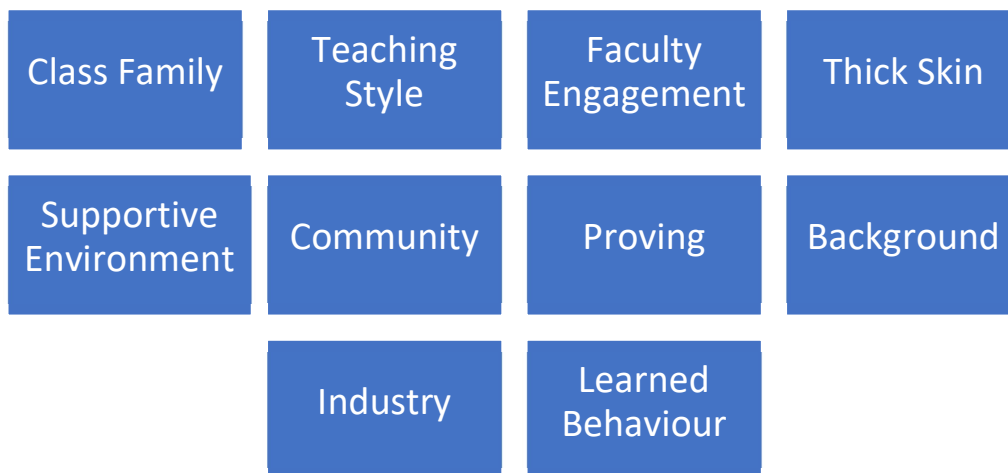 Class Family
Teaching
Style
Faculty
Engagement
Thick Skin
Supportive
Environment
Community
Proving
Background
Industry
Learned
Behaviour